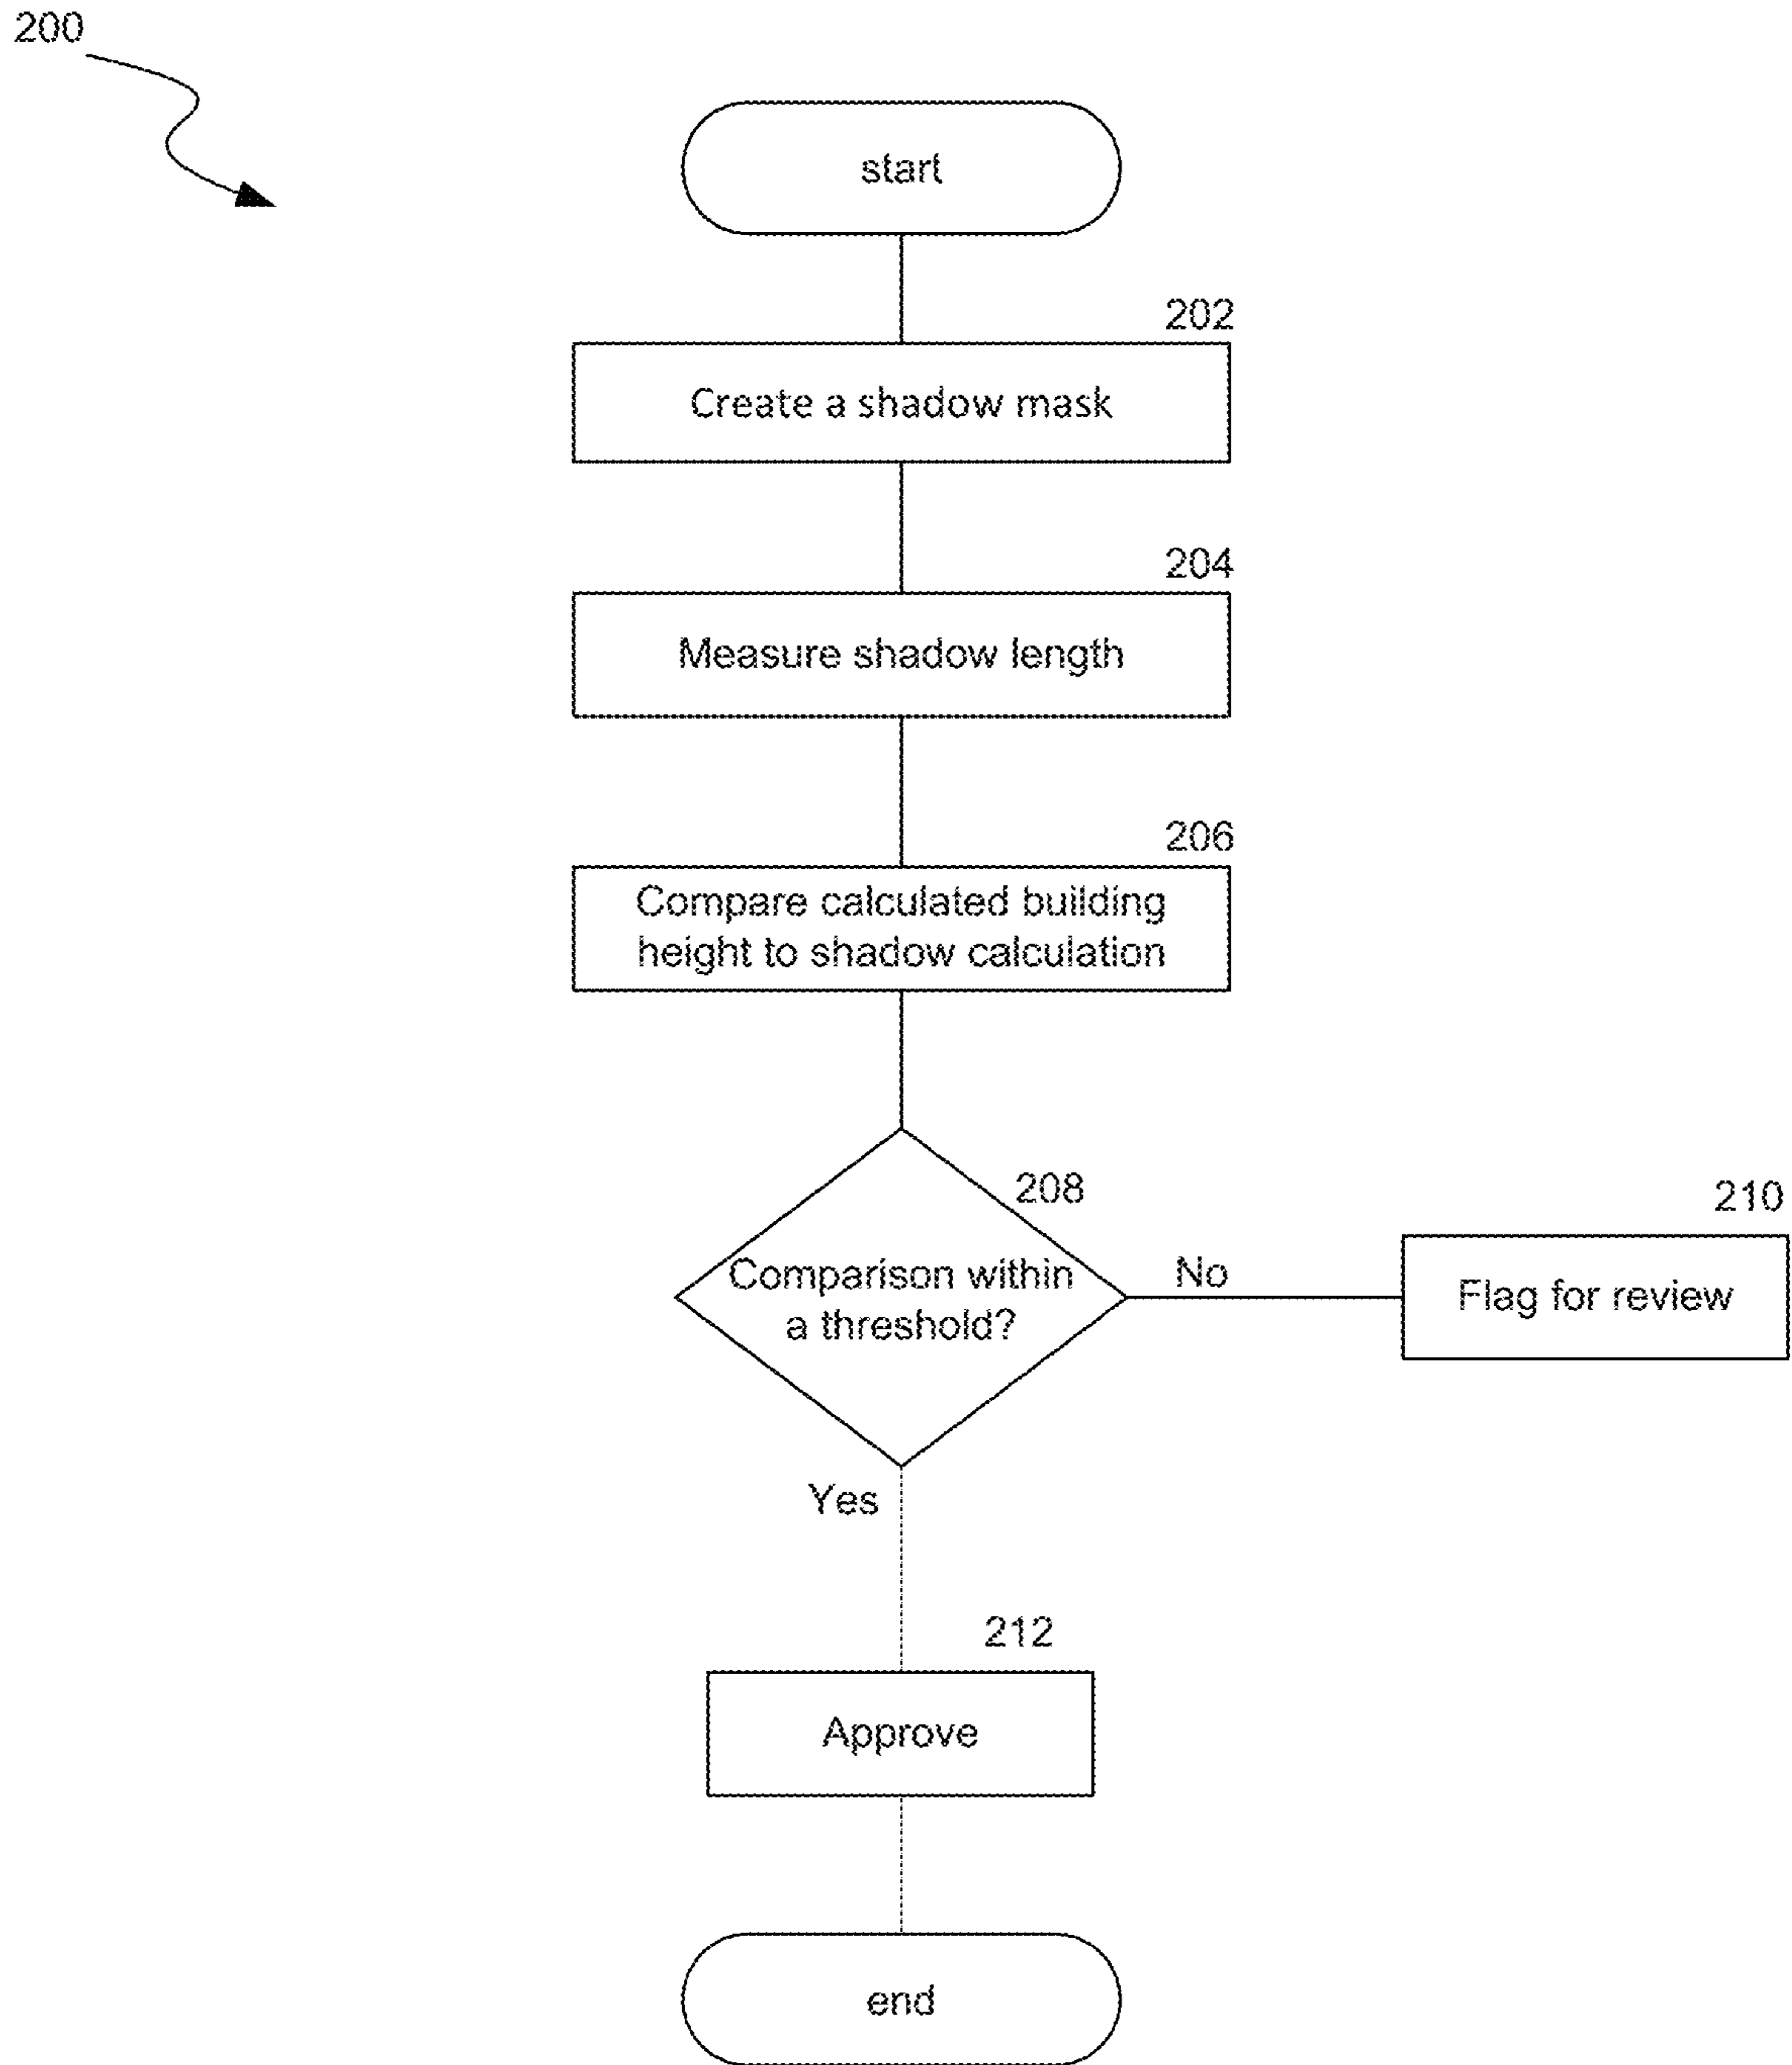 200
start
202
Create a shadow mask
204
Measure shadow length
206
Compare calculated building
height to shadow calculation
208
Comparison within
a threshold?
No
210
Flag for review
Yes
212
Approve
end